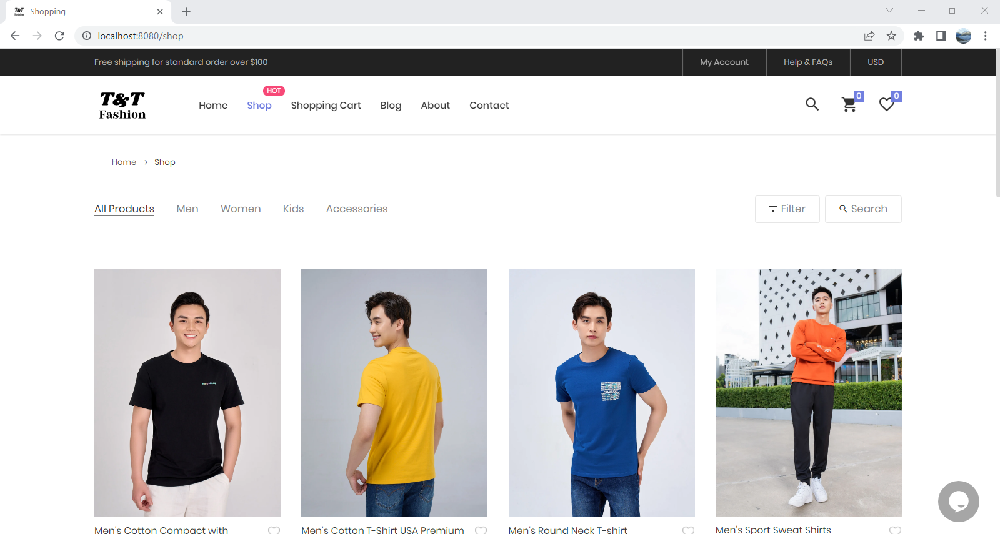 T&T Fashion
Shopping
localhost:8080/shop
Free shipping for standard order over $100
My Account
Help & FAQs
USD
T&T
Fashion
Home
Shop
HOT
Shopping Cart
Blog
About
Contact
0
0
Home > Shop
All Products
Men
Women
Kids
Accessories
Filter
Search
Men's Cotton Compact with
Men's Cotton T-Shirt USA Premium
Men's Round Neck T-shirt
Men's Sport Sweat Shirts